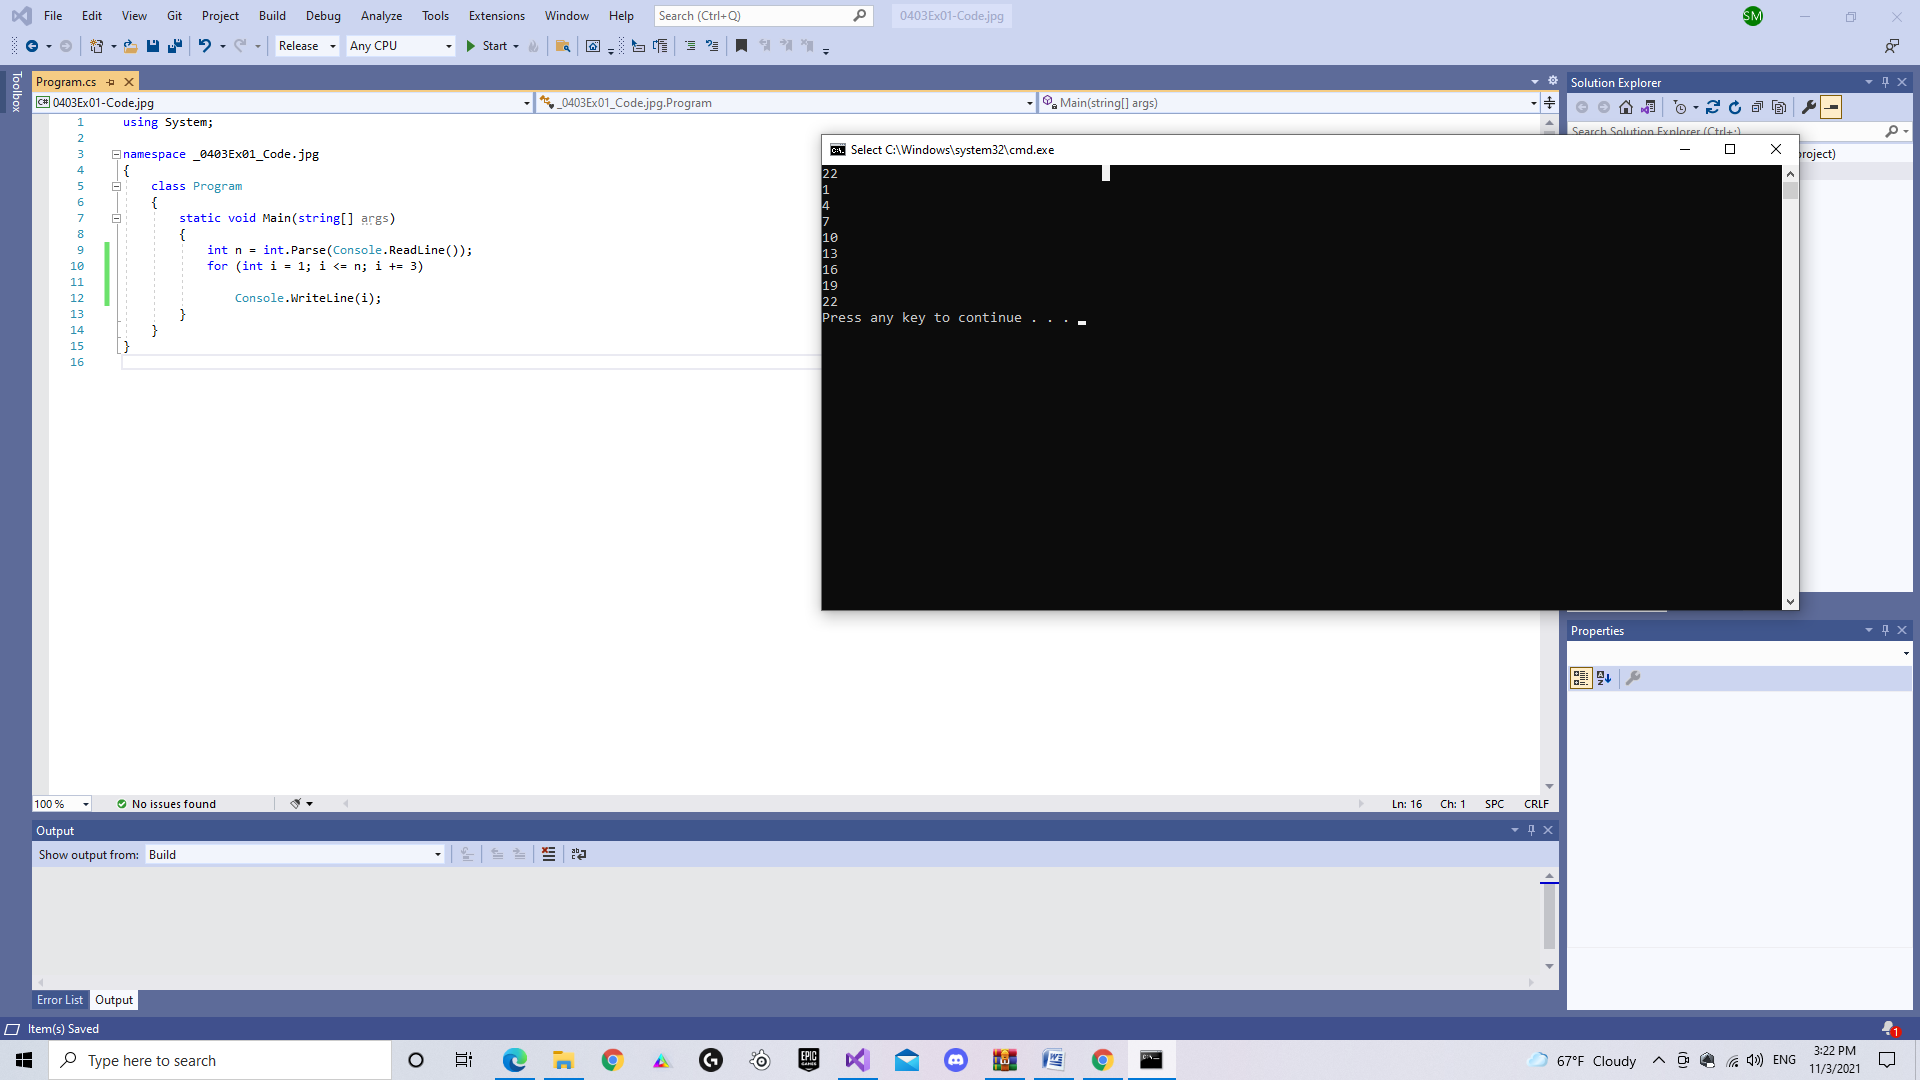 File Edit View Git Project Build Debug Analyze Tools Extensions Window Help Search (Ctrl+Q) 0403Ex01-Code.jpg SM
Release Any CPU Start
Toolbox
Program.cs
C# 0403Ex01-Code.jpg _0403Ex01_Code.jpg.Program Main(string[] args)
1 using System;
2
3 namespace _0403Ex01_Code.jpg
4 {
5 class Program
6 {
7 static void Main(string[] args)
8 {
9 int n = int.Parse(Console.ReadLine());
10 for (int i = 1; i <= n; i += 3)
11
12 Console.WriteLine(i);
13 }
14 }
15 }
16
Select C:\Windows\system32\cmd.exe
22
1
4
7
10
13
16
19
22
Press any key to continue . . .
Solution Explorer
Search Solution Explorer (Ctrl+;)
project)
Properties
100 % No issues found Ln: 16 Ch: 1 SPC CRLF
Output
Show output from: Build
Error List Output
Item(s) Saved 1
Type here to search
EPIC GAMES
67°F Cloudy ENG
3:22 PM
11/3/2021